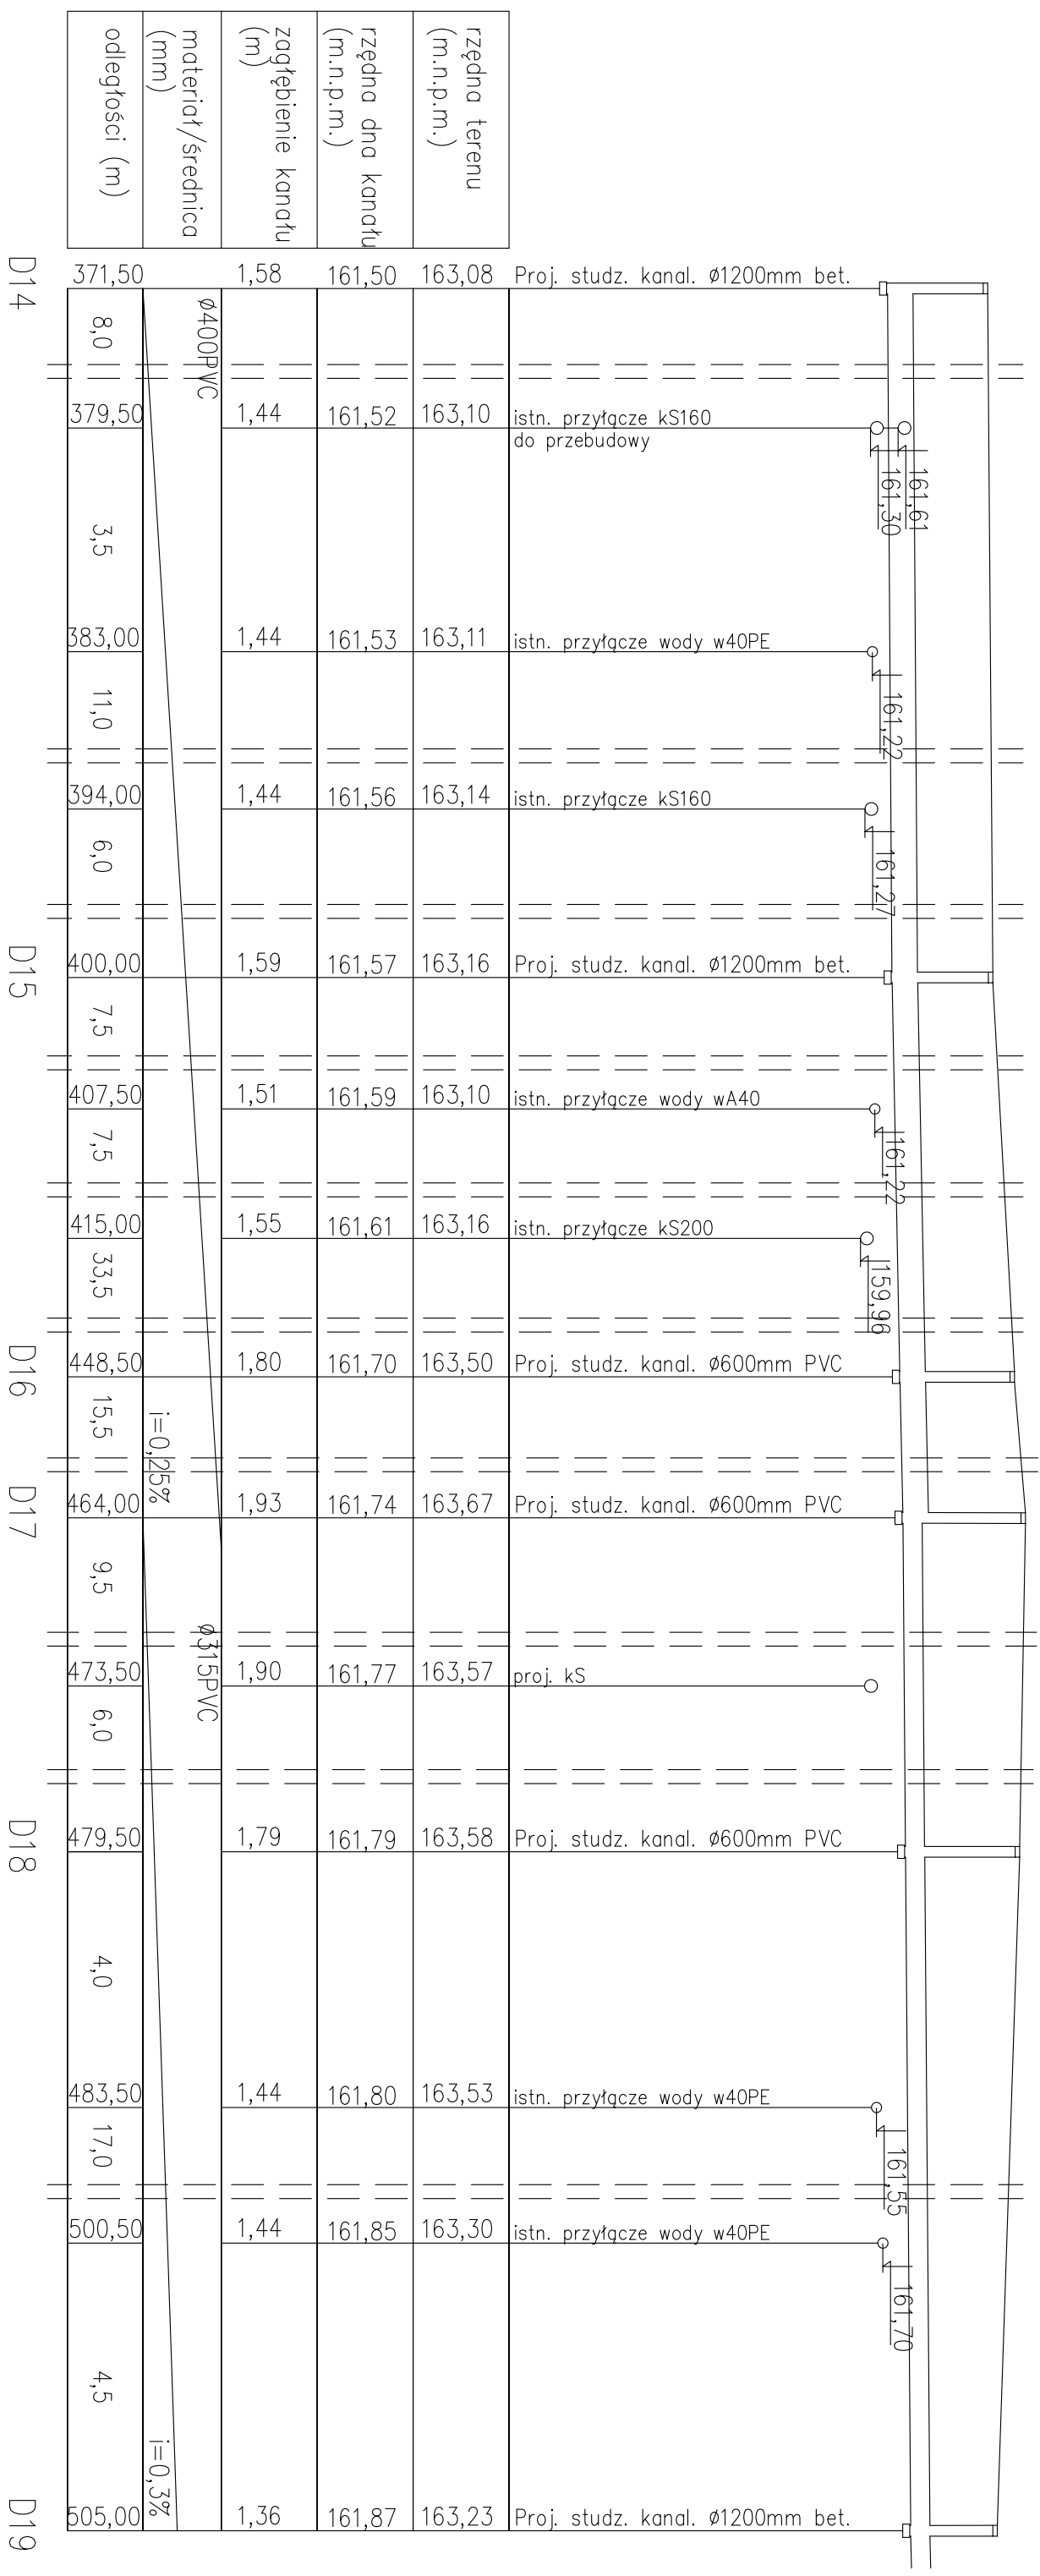 rzędna terenu
(m.n.p.m.)
rzędna dna kanału
(m.n.p.m.)
zagłębienie kanału
(m)
materiał/średnica
(mm)
odległości (m)
D14
371,50
1,58
161,50
163,08
Proj. studz. kanal. Ø1200mm bet.
8,0
Ø400PVC
379,50
1,44
161,52
163,10
istn. przyłącze kS160
do przebudowy
161,61
161,30
3,5
383,00
1,44
161,53
163,11
istn. przyłącze wody w40PE
161,22
11,0
394,00
1,44
161,56
163,14
istn. przyłącze kS160
161,27
6,0
D15
400,00
1,59
161,57
163,16
Proj. studz. kanal. Ø1200mm bet.
7,5
407,50
1,51
161,59
163,10
istn. przyłącze wody wA40
161,22
7,5
415,00
1,55
161,61
163,16
istn. przyłącze kS200
159,96
33,5
D16
448,50
1,80
161,70
163,50
Proj. studz. kanal. Ø600mm PVC
15,5
i=0,25%
D17
464,00
1,93
161,74
163,67
Proj. studz. kanal. Ø600mm PVC
9,5
Ø315PVC
473,50
1,90
161,77
163,57
proj. kS
6,0
D18
479,50
1,79
161,79
163,58
Proj. studz. kanal. Ø600mm PVC
4,0
483,50
1,44
161,80
163,53
istn. przyłącze wody w40PE
161,55
17,0
500,50
1,44
161,85
163,30
istn. przyłącze wody w40PE
161,70
4,5
i=0,3%
D19
505,00
1,36
161,87
163,23
Proj. studz. kanal. Ø1200mm bet.